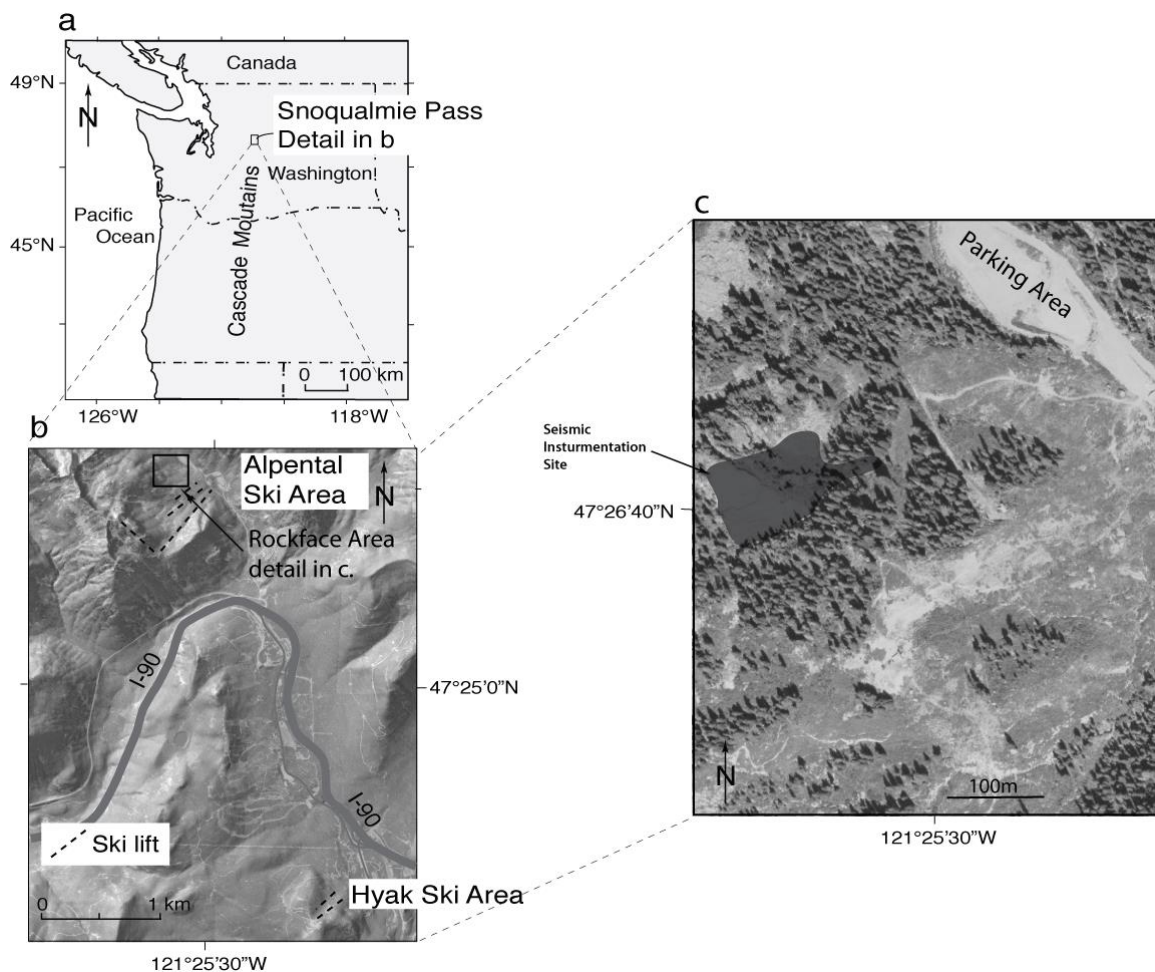 a
Canada
49°N
N
Snoqualmie Pass
Detail in b
Washington
Pacific
Ocean
45°N
Cascade Moutains
0 100 km
126°W
118°W
b
Alpental
Ski Area
N
Rockface Area
detail in c.
I-90
47°25'0"N
I-90
Ski lift
Hyak Ski Area
0 1 km
121°25'30"W
c
Parking Area
Seismic
Insturmentation
Site
47°26'40"N
N
100m
121°25'30"W